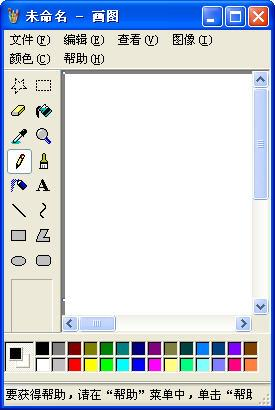 未命名 - 画图
文件(F) 编辑(E) 查看(V) 图像(I)
颜色(C) 帮助(H)
A
要获得帮助，请在“帮助”菜单中，单击“帮助